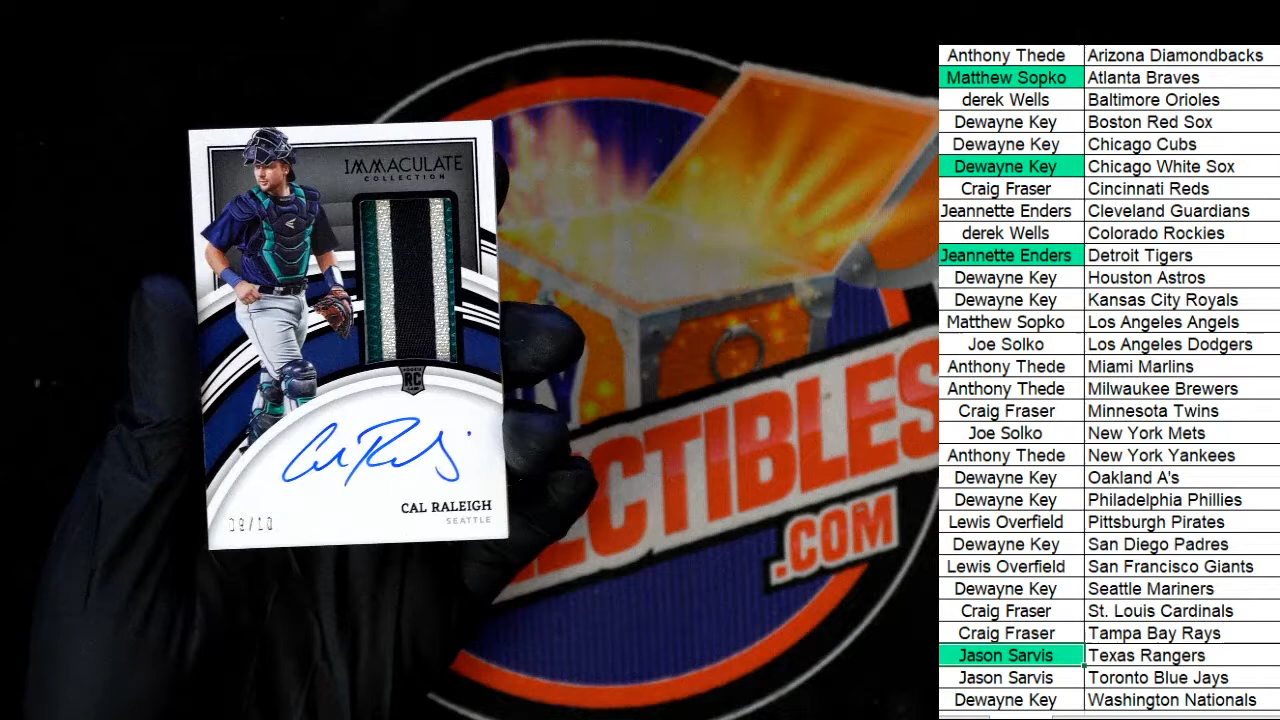 IMMACULATE
COLLECTION
ROOKIE
RC
CAL RALEIGH
SEATTLE
09/10
ECTIBLES
.COM
Anthony Thede Arizona Diamondbacks
Matthew Sopko Atlanta Braves
derek Wells Baltimore Orioles
Dewayne Key Boston Red Sox
Dewayne Key Chicago Cubs
Dewayne Key Chicago White Sox
Craig Fraser Cincinnati Reds
Jeannette Enders Cleveland Guardians
derek Wells Colorado Rockies
Jeannette Enders Detroit Tigers
Dewayne Key Houston Astros
Dewayne Key Kansas City Royals
Matthew Sopko Los Angeles Angels
Joe Solko Los Angeles Dodgers
Anthony Thede Miami Marlins
Anthony Thede Milwaukee Brewers
Craig Fraser Minnesota Twins
Joe Solko New York Mets
Anthony Thede New York Yankees
Dewayne Key Oakland A's
Dewayne Key Philadelphia Phillies
Lewis Overfield Pittsburgh Pirates
Dewayne Key San Diego Padres
Lewis Overfield San Francisco Giants
Dewayne Key Seattle Mariners
Craig Fraser St. Louis Cardinals
Craig Fraser Tampa Bay Rays
Jason Sarvis Texas Rangers
Jason Sarvis Toronto Blue Jays
Dewayne Key Washington Nationals